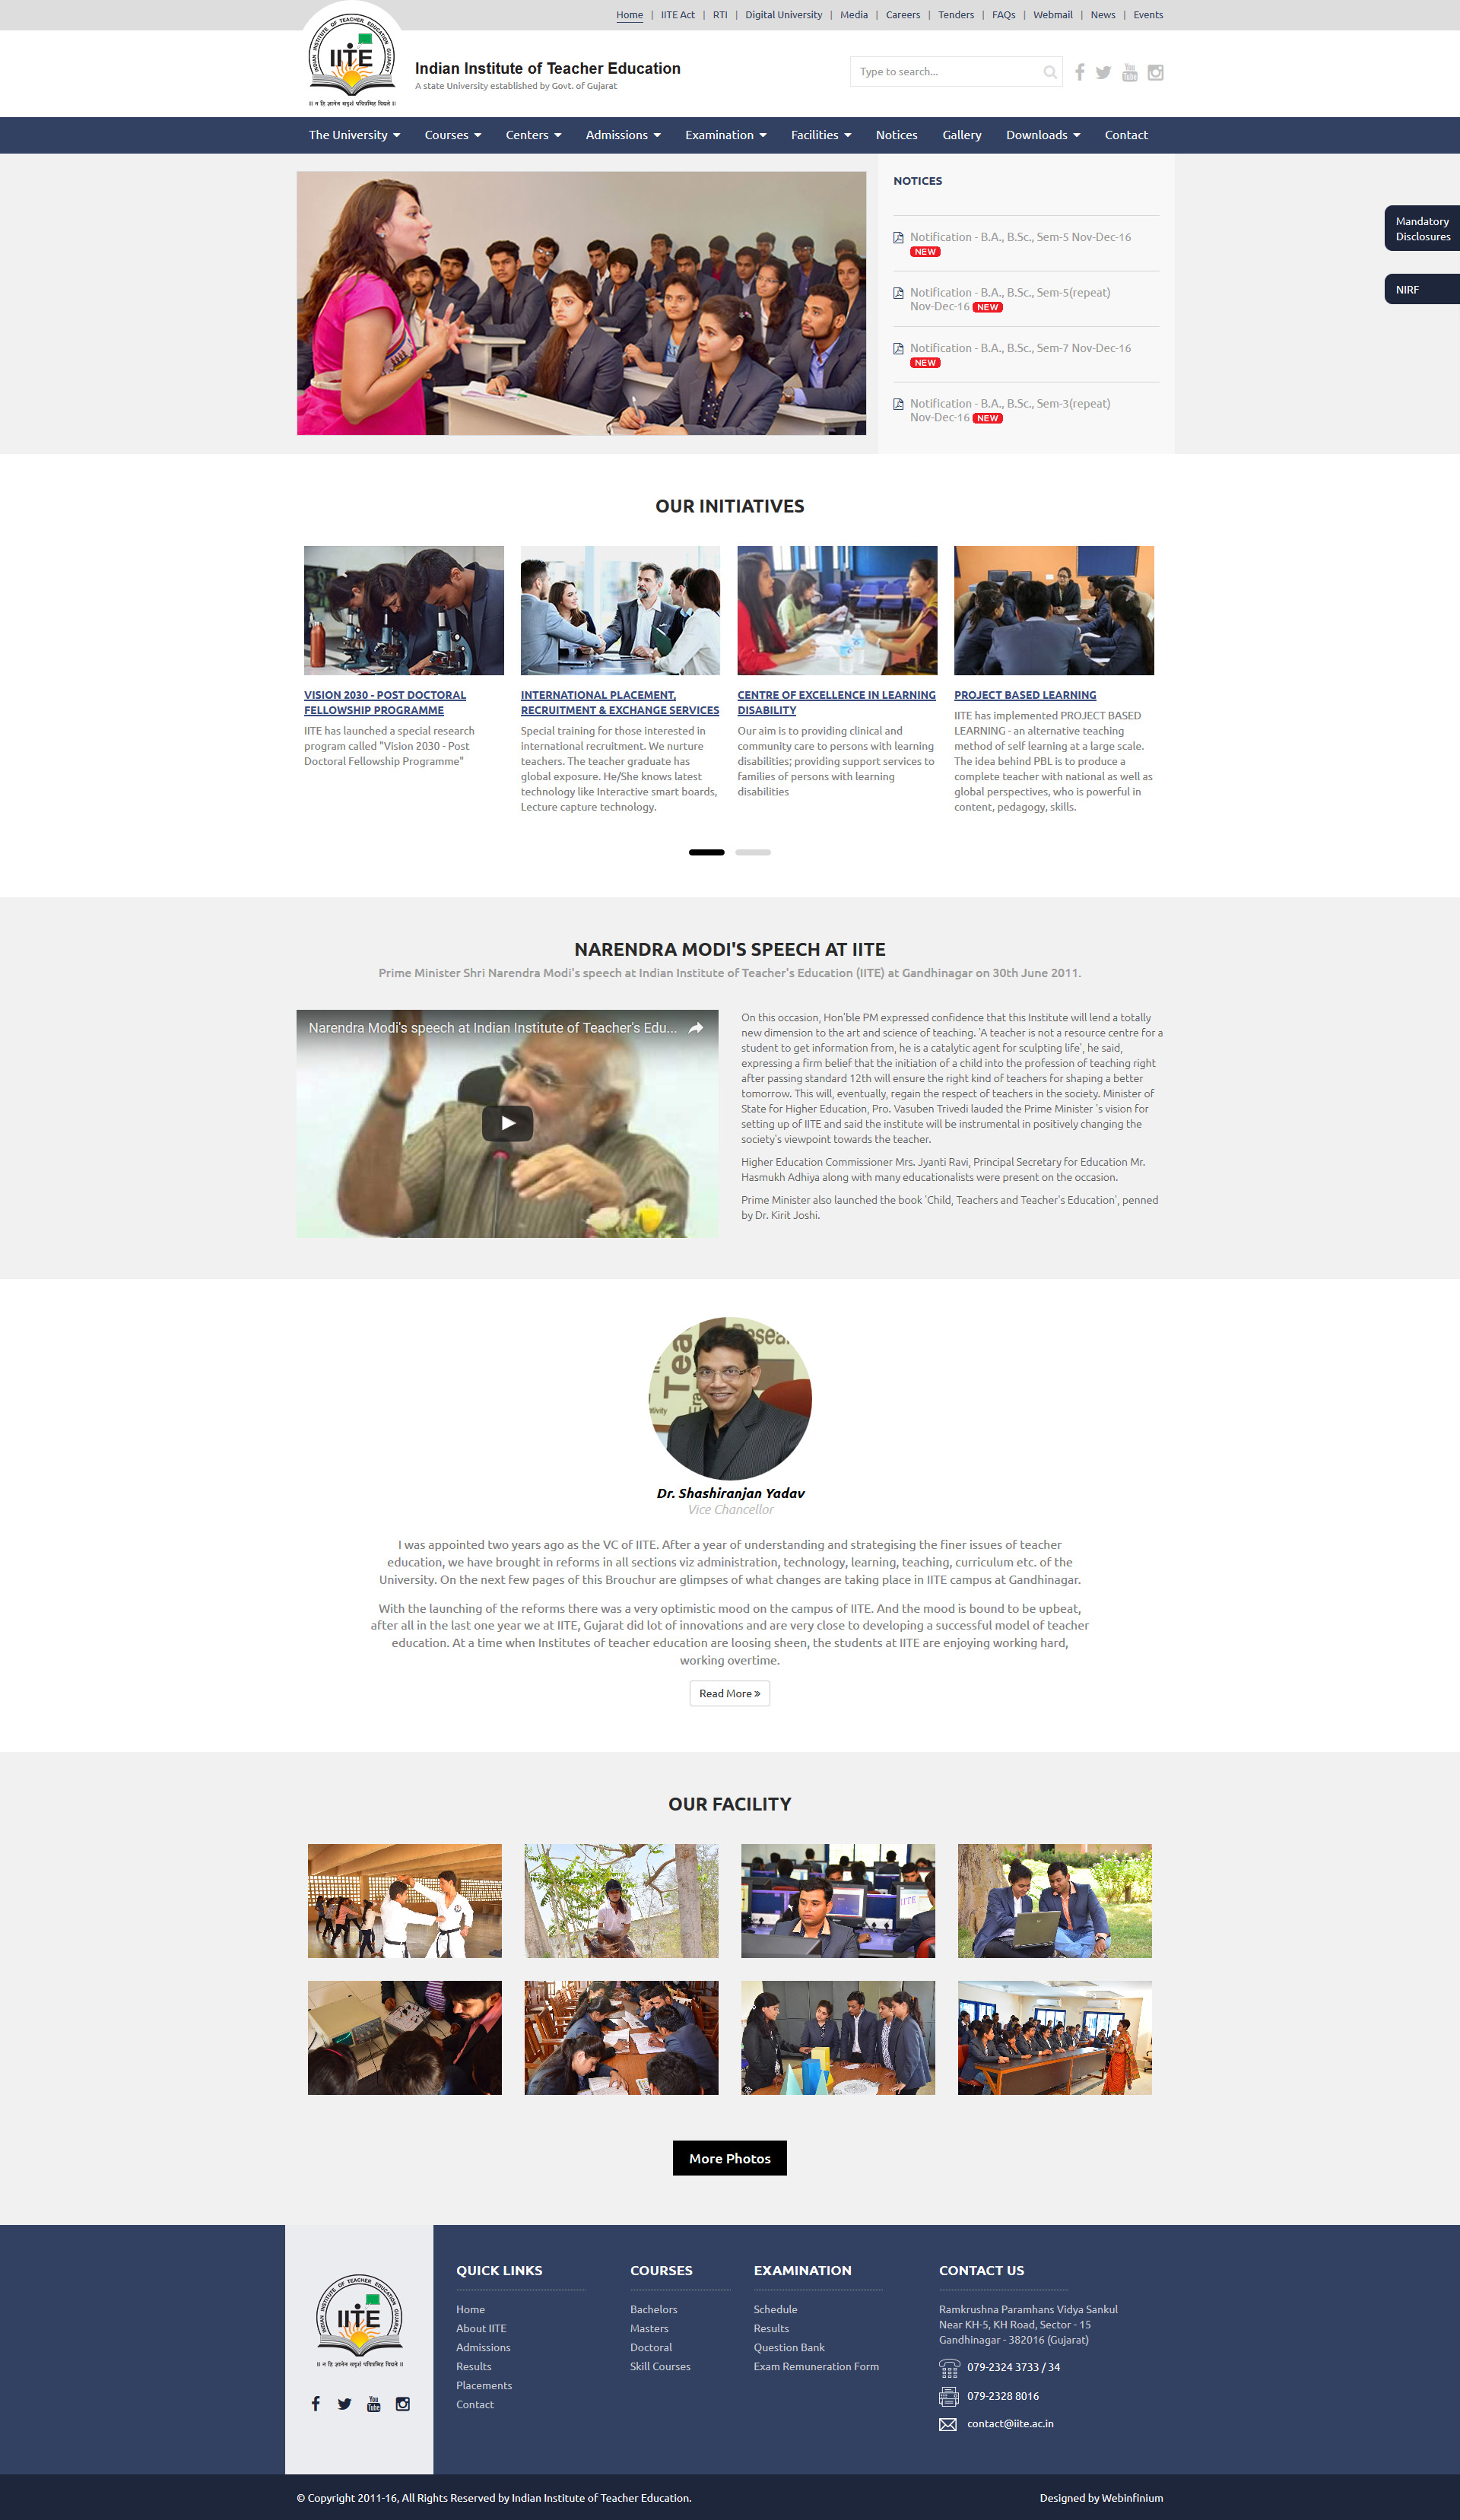 Home | IITE Act | RTI | Digital University | Media | Careers | Tenders | FAQs | Webmail | News | Events
INDIAN INSTITUTE OF TEACHER EDUCATION GUJARAT
IITE
॥ न हि ज्ञानेन सदृशं पवित्रमिह विद्यते ॥
Indian Institute of Teacher Education
A state University established by Govt. of Gujarat
Type to search...
You
Tube
The University Courses Centers Admissions Examination Facilities Notices Gallery Downloads Contact
NOTICES
Notification - B.A., B.Sc., Sem-5 Nov-Dec-16
NEW
Notification - B.A., B.Sc., Sem-5(repeat)
Nov-Dec-16 NEW
Notification - B.A., B.Sc., Sem-7 Nov-Dec-16
NEW
Notification - B.A., B.Sc., Sem-3(repeat)
Nov-Dec-16 NEW
Mandatory
Disclosures
NIRF
OUR INITIATIVES
VISION 2030 - POST DOCTORAL
FELLOWSHIP PROGRAMME
IITE has launched a special research
program called "Vision 2030 - Post
Doctoral Fellowship Programme"
INTERNATIONAL PLACEMENT,
RECRUITMENT & EXCHANGE SERVICES
Special training for those interested in
international recruitment. We nurture
teachers. The teacher graduate has
global exposure. He/She knows latest
technology like Interactive smart boards,
Lecture capture technology.
CENTRE OF EXCELLENCE IN LEARNING
DISABILITY
Our aim is to providing clinical and
community care to persons with learning
disabilities; providing support services to
families of persons with learning
disabilities
PROJECT BASED LEARNING
IITE has implemented PROJECT BASED
LEARNING - an alternative teaching
method of self learning at a large scale.
The idea behind PBL is to produce a
complete teacher with national as well as
global perspectives, who is powerful in
content, pedagogy, skills.
NARENDRA MODI'S SPEECH AT IITE
Prime Minister Shri Narendra Modi's speech at Indian Institute of Teacher's Education (IITE) at Gandhinagar on 30th June 2011.
Narendra Modi's speech at Indian Institute of Teacher's Edu...
On this occasion, Hon'ble PM expressed confidence that this Institute will lend a totally
new dimension to the art and science of teaching. 'A teacher is not a resource centre for a
student to get information from, he is a catalytic agent for sculpting life', he said,
expressing a firm belief that the initiation of a child into the profession of teaching right
after passing standard 12th will ensure the right kind of teachers for shaping a better
tomorrow. This will, eventually, regain the respect of teachers in the society. Minister of
State for Higher Education, Pro. Vasuben Trivedi lauded the Prime Minister 's vision for
setting up of IITE and said the institute will be instrumental in positively changing the
society's viewpoint towards the teacher.
Higher Education Commissioner Mrs. Jyanti Ravi, Principal Secretary for Education Mr.
Hasmukh Adhiya along with many educationalists were present on the occasion.
Prime Minister also launched the book 'Child, Teachers and Teacher's Education', penned
by Dr. Kirit Joshi.
Dr. Shashiranjan Yadav
Vice Chancellor
I was appointed two years ago as the VC of IITE. After a year of understanding and strategising the finer issues of teacher
education, we have brought in reforms in all sections viz administration, technology, learning, teaching, curriculum etc. of the
University. On the next few pages of this Brouchur are glimpses of what changes are taking place in IITE campus at Gandhinagar.
With the launching of the reforms there was a very optimistic mood on the campus of IITE. And the mood is bound to be upbeat,
after all in the last one year we at IITE, Gujarat did lot of innovations and are very close to developing a successful model of teacher
education. At a time when Institutes of teacher education are loosing sheen, the students at IITE are enjoying working hard,
working overtime.
Read More »
OUR FACILITY
IITE
More Photos
INDIAN INSTITUTE OF TEACHER EDUCATION GUJARAT
IITE
॥ न हि ज्ञानेन सदृशं पवित्रमिह विद्यते ॥
You
Tube
QUICK LINKS
Home
About IITE
Admissions
Results
Placements
Contact
COURSES
Bachelors
Masters
Doctoral
Skill Courses
EXAMINATION
Schedule
Results
Question Bank
Exam Remuneration Form
CONTACT US
Ramkrushna Paramhans Vidya Sankul
Near KH-5, KH Road, Sector - 15
Gandhinagar - 382016 (Gujarat)
079-2324 3733 / 34
079-2328 8016
contact@iite.ac.in
© Copyright 2011-16, All Rights Reserved by Indian Institute of Teacher Education.
Designed by Webinfinium